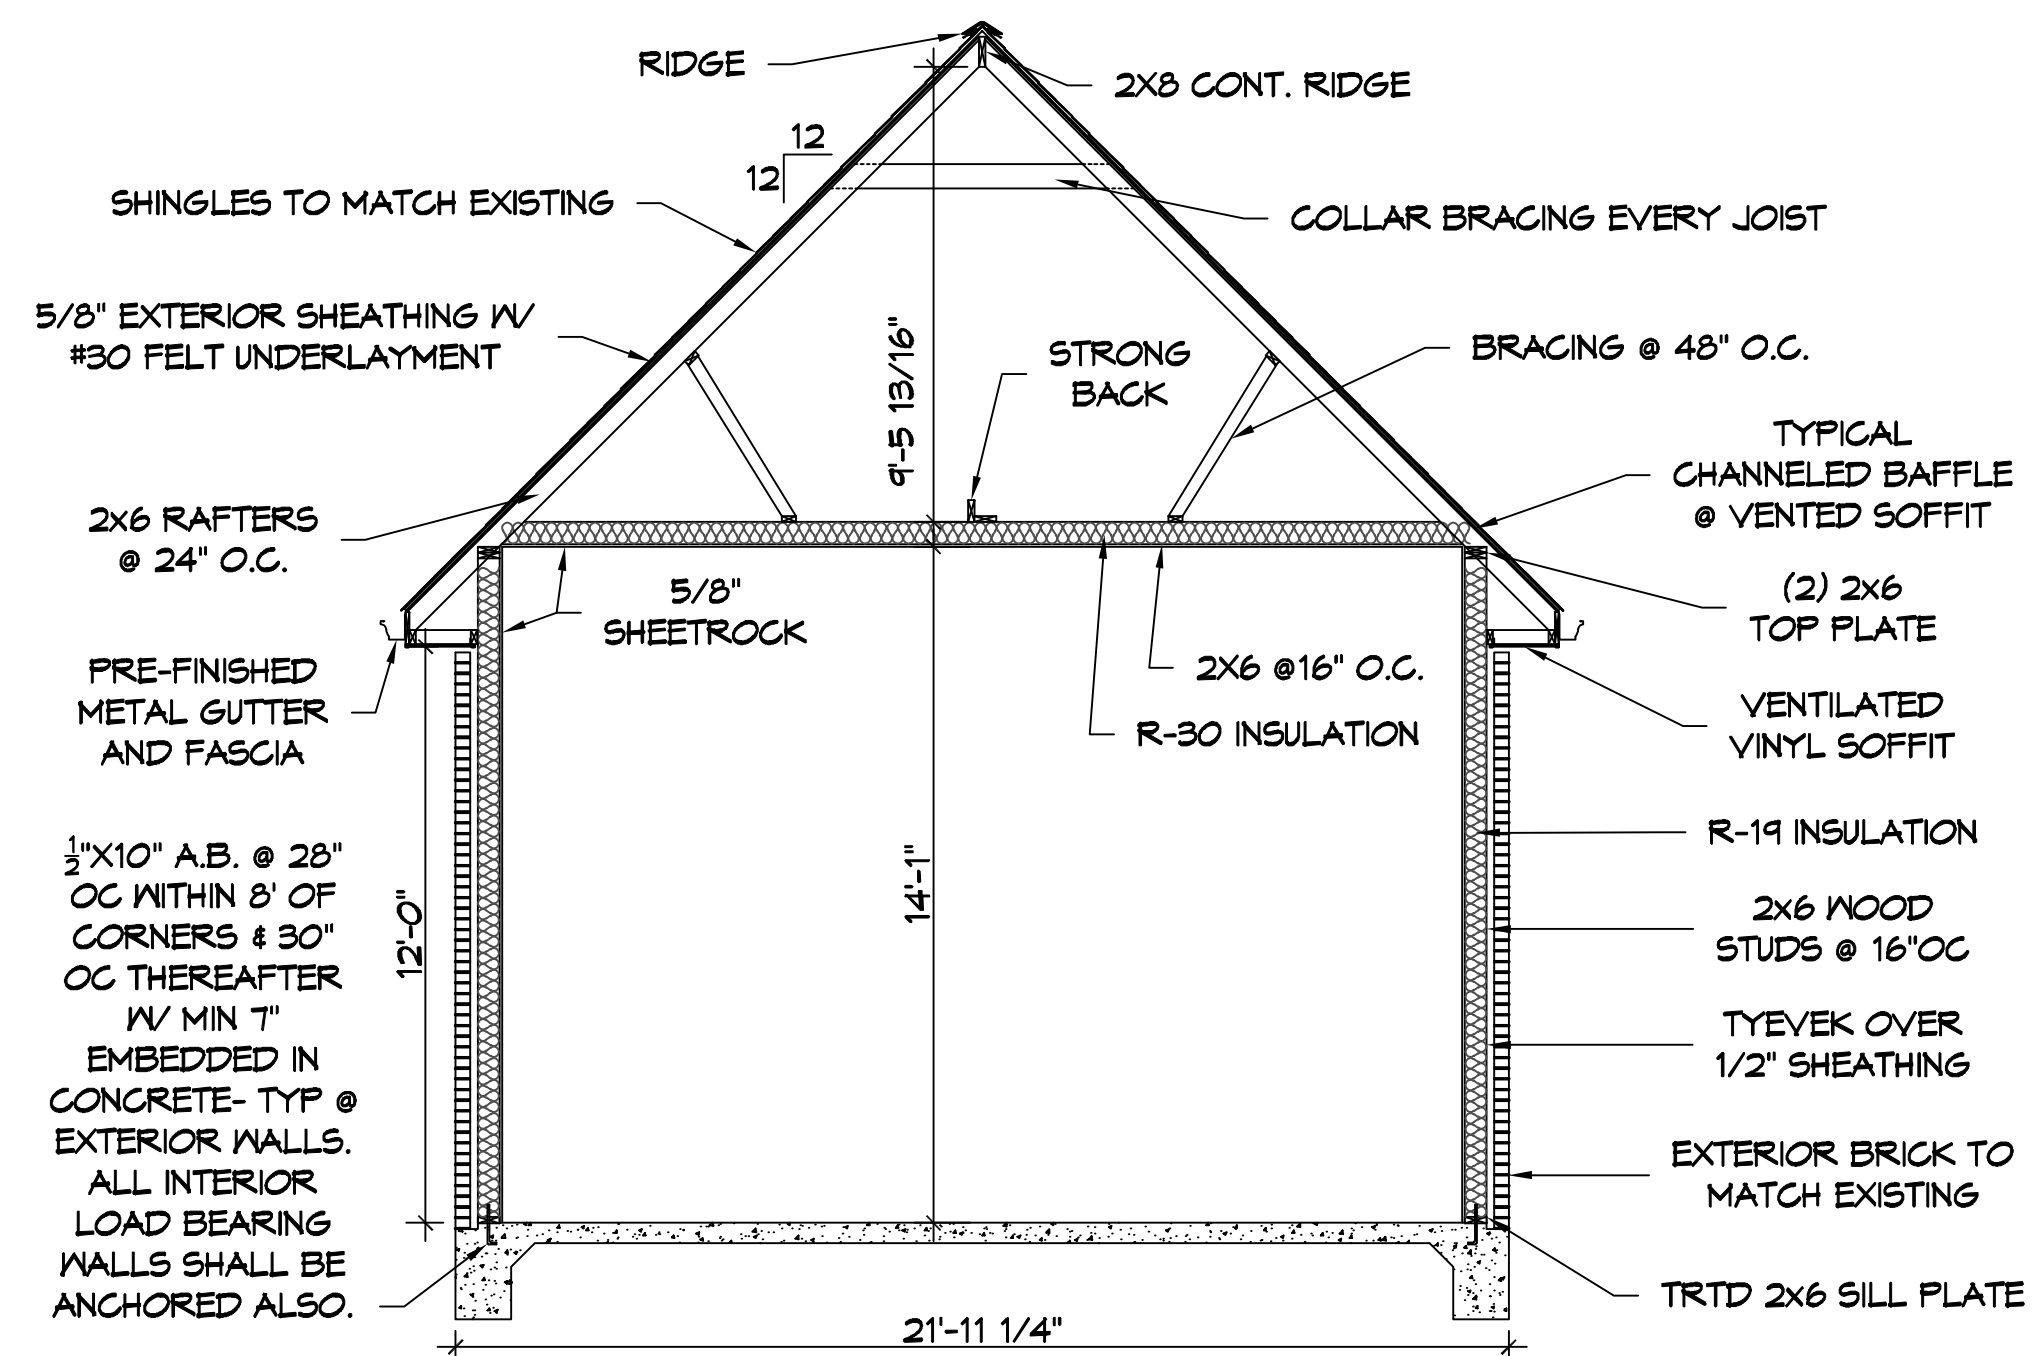 RIDGE
2X8 CONT. RIDGE
12
12
SHINGLES TO MATCH EXISTING
COLLAR BRACING EVERY JOIST
5/8" EXTERIOR SHEATHING W/
#30 FELT UNDERLAYMENT
9'-5 13/16"
STRONG
BACK
BRACING @ 48" O.C.
TYPICAL
CHANNELED BAFFLE
@ VENTED SOFFIT
2x6 RAFTERS
@ 24" O.C.
5/8"
SHEETROCK
(2) 2x6
TOP PLATE
PRE-FINISHED
METAL GUTTER
AND FASCIA
2X6 @16" O.C.
R-30 INSULATION
VENTILATED
VINYL SOFFIT
R-19 INSULATION
½"X10" A.B. @ 28"
OC WITHIN 8' OF
CORNERS & 30"
OC THEREAFTER
W/ MIN 7"
EMBEDDED IN
CONCRETE- TYP @
EXTERIOR WALLS.
ALL INTERIOR
LOAD BEARING
WALLS SHALL BE
ANCHORED ALSO.
12'-0"
14'-1"
2x6 WOOD
STUDS @ 16"OC
TYEVEK OVER
1/2" SHEATHING
EXTERIOR BRICK TO
MATCH EXISTING
TRTD 2x6 SILL PLATE
21'-11 1/4"